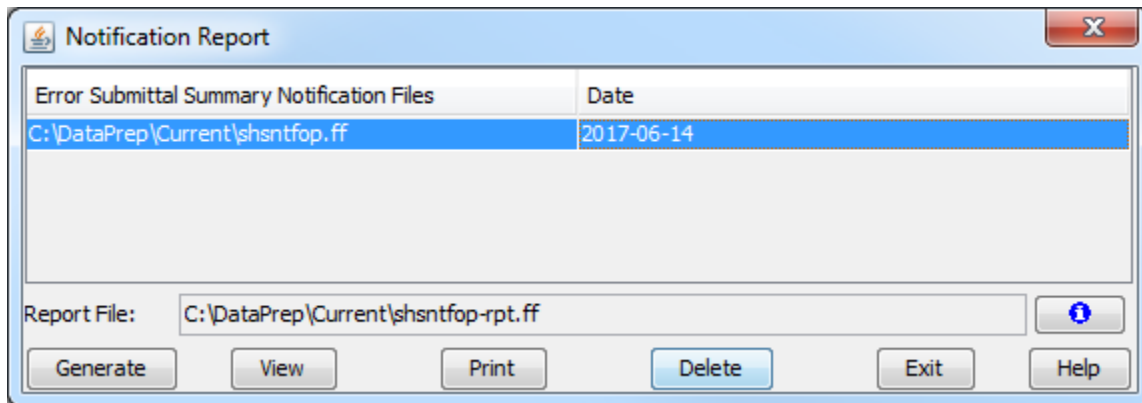 Notification Report
Error Submittal Summary Notification Files Date
C:\DataPrep\Current\shsntfop.ff 2017-06-14
Report File: C:\DataPrep\Current\shsntfop-rpt.ff
Generate View Print Delete Exit Help